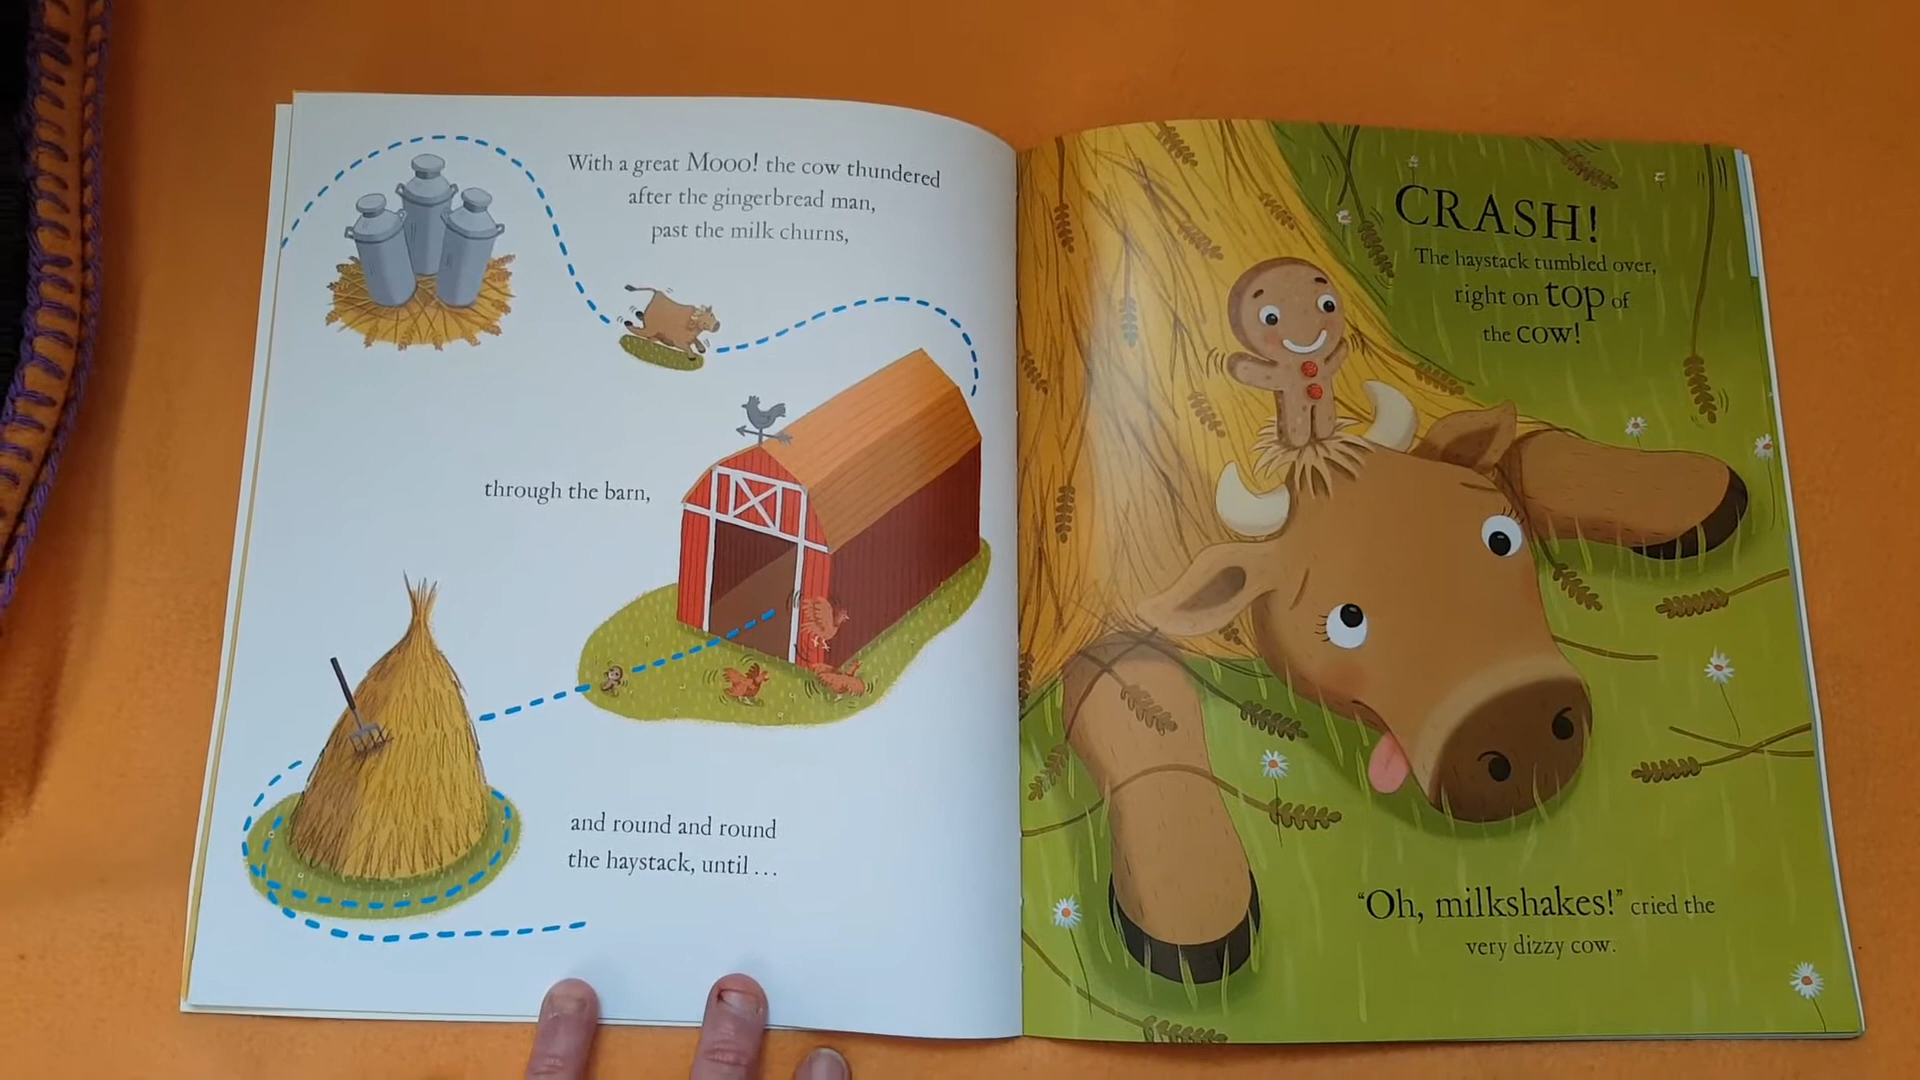 With a great Mooo! the cow thundered
after the gingerbread man,
past the milk churns,
through the barn,
and round and round
the haystack, until ...
CRASH!
The haystack tumbled over,
right on top of
the COW!
"Oh, milkshakes!" cried the
very dizzy cow.